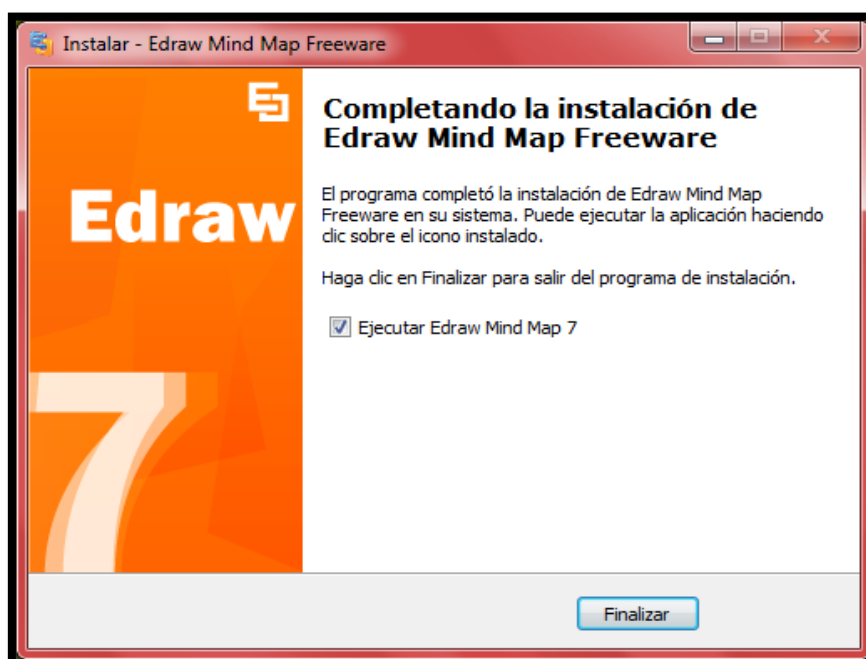 Instalar - Edraw Mind Map Freeware
Edraw
7
Completando la instalación de
Edraw Mind Map Freeware
El programa completó la instalación de Edraw Mind Map
Freeware en su sistema. Puede ejecutar la aplicación haciendo
clic sobre el icono instalado.
Haga clic en Finalizar para salir del programa de instalación.
Ejecutar Edraw Mind Map 7
Finalizar